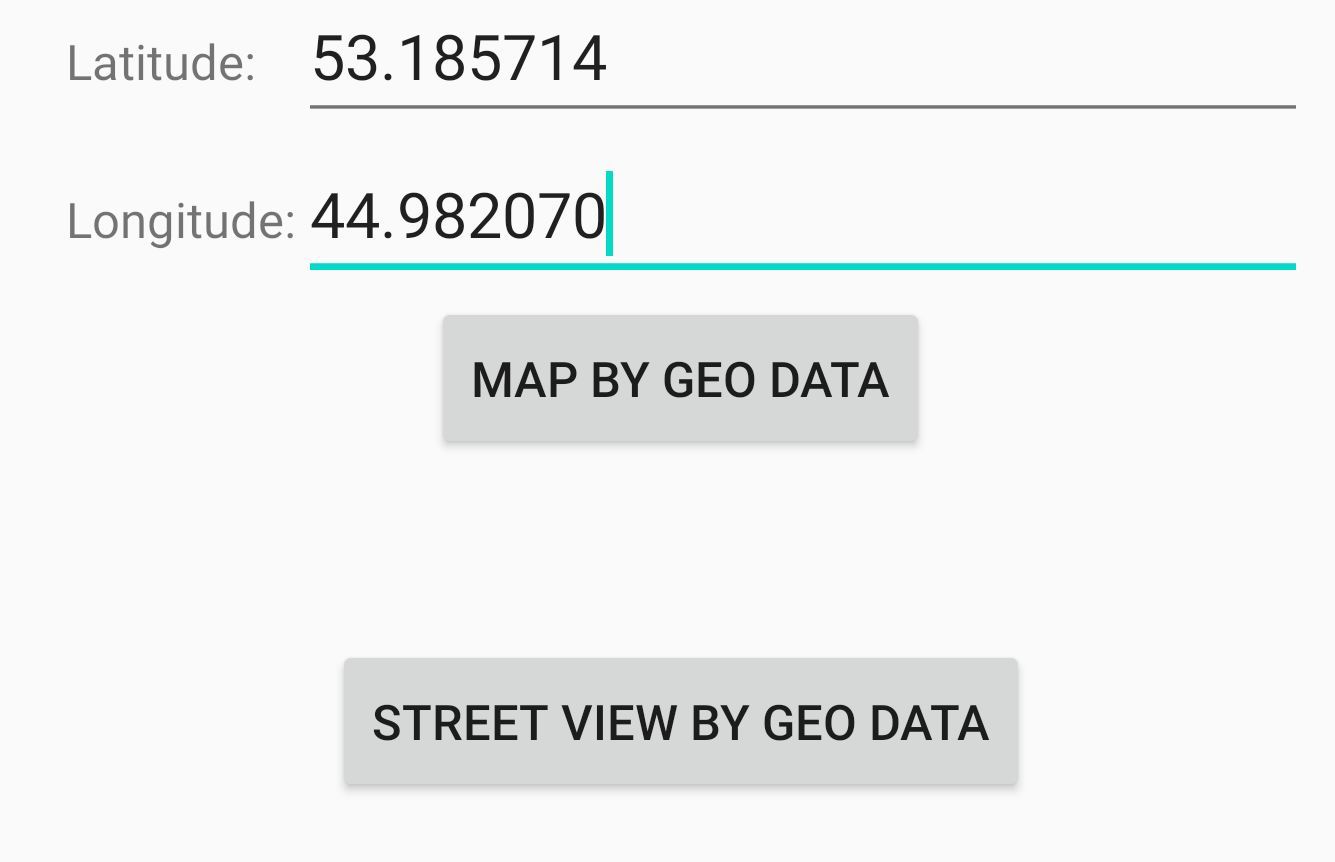 Latitude: 53.185714
Longitude: 44.982070
MAP BY GEO DATA
STREET VIEW BY GEO DATA